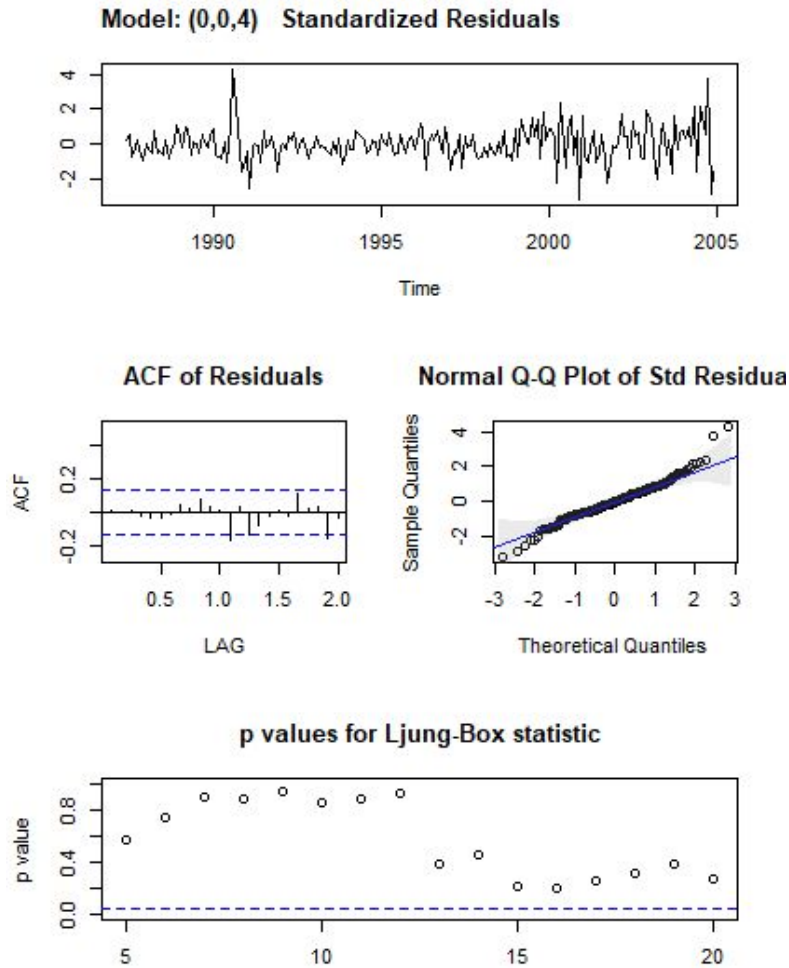 Model: (0,0,4) Standardized Residuals
4
2
0
-2
1990 1995 2000 2005
Time
ACF of Residuals
ACF
0.2
-0.2
0.5 1.0 1.5 2.0
LAG
Normal Q-Q Plot of Std Residua
Sample Quantiles
4
2
0
-2
-3 -2 -1 0 1 2 3
Theoretical Quantiles
p values for Ljung-Box statistic
p value
0.8
0.4
0.0
5 10 15 20